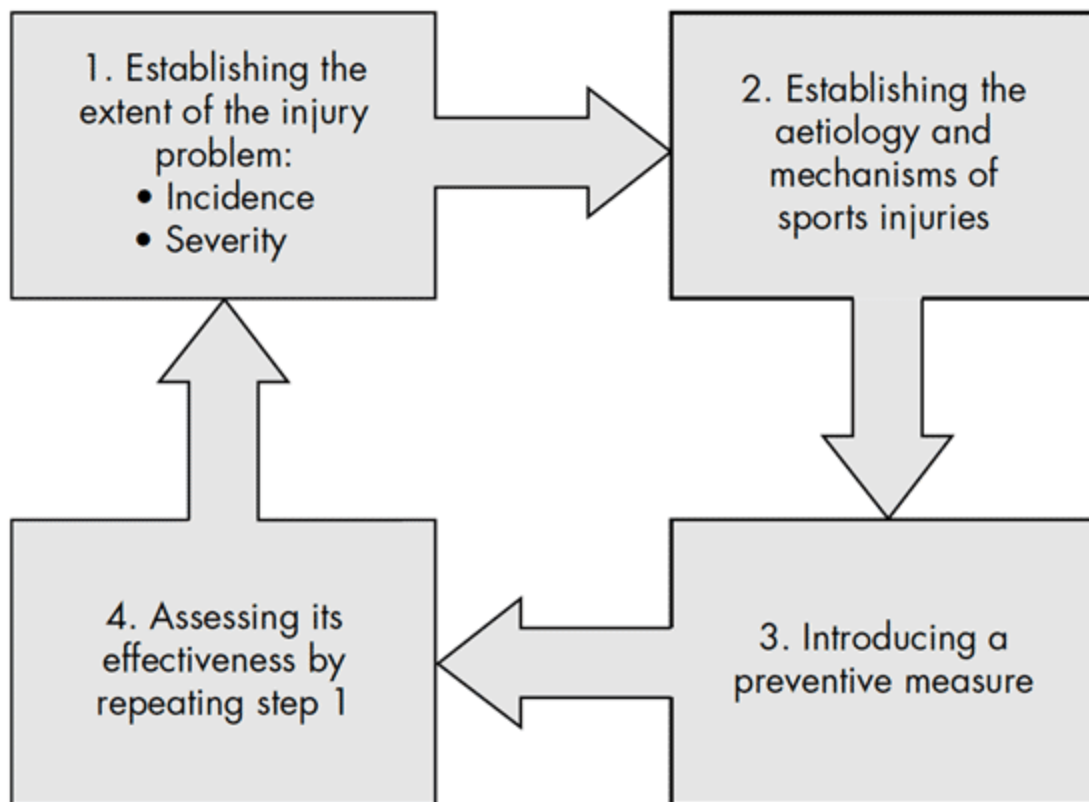 1. Establishing the
extent of the injury
problem:
• Incidence
• Severity
2. Establishing the
aetiology and
mechanisms of
sports injuries
3. Introducing a
preventive measure
4. Assessing its
effectiveness by
repeating step 1